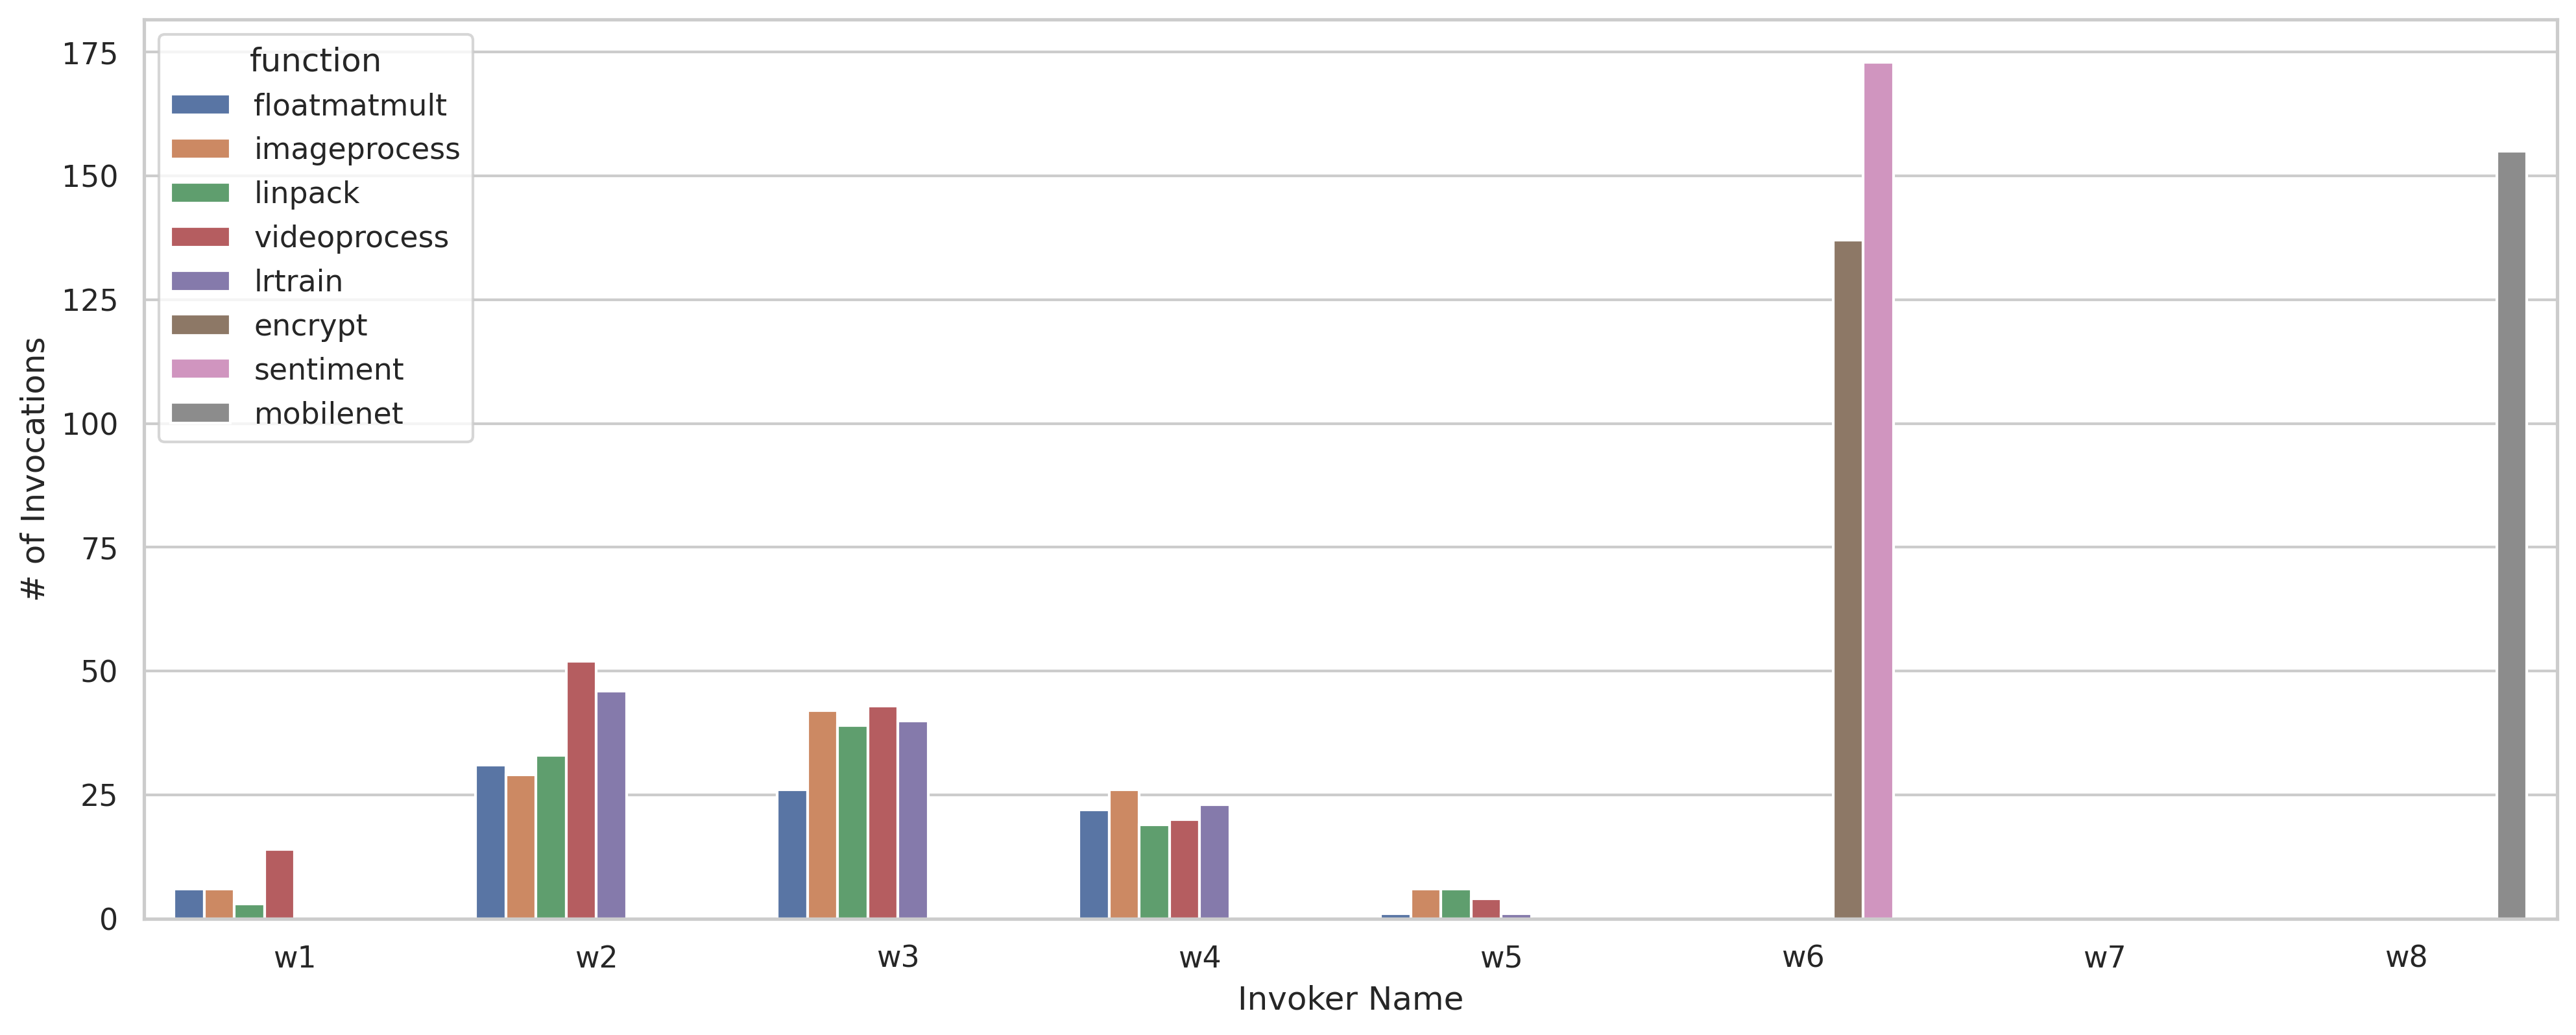 function
floatmatmult
imageprocess
linpack
videoprocess
lrtrain
encrypt
sentiment
mobilenet
# of Invocations
175
150
125
100
75
50
25
0
w1 w2 w3 w4 w5 w6 w7 w8
Invoker Name